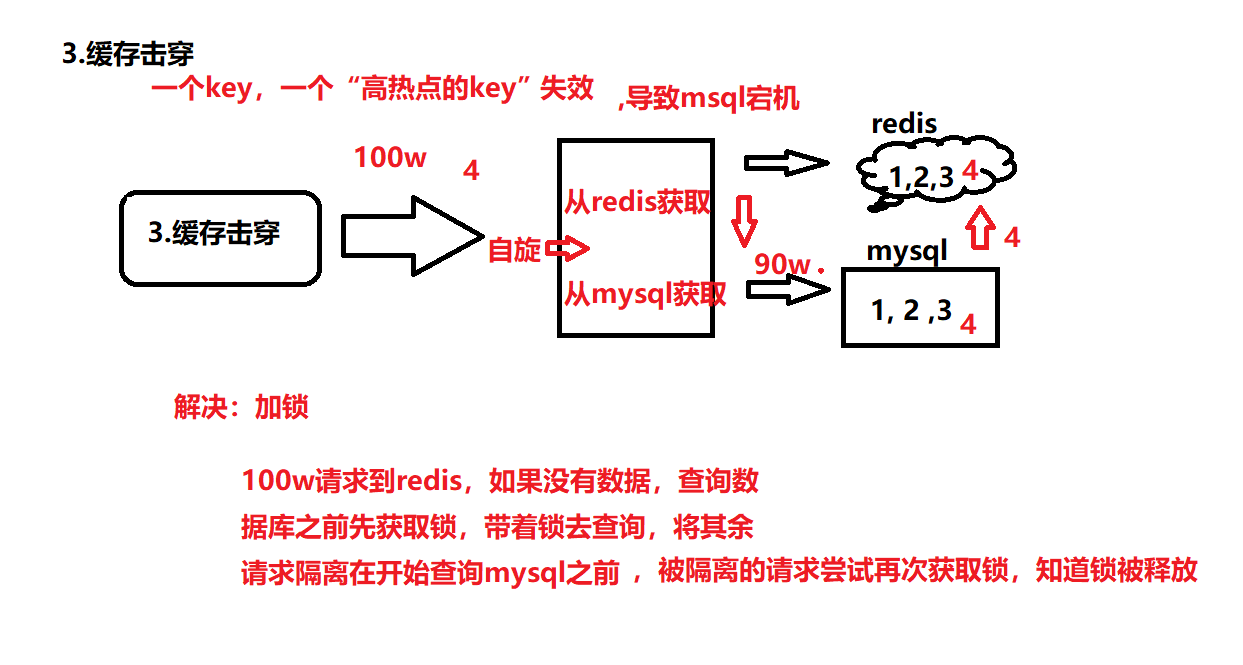 3.缓存击穿
一个key，一个“高热点的key”失效
,导致msql宕机
redis
100w
4
1,2,3 4
从redis获取
3.缓存击穿
自旋
4
mysql
90w
从mysql获取
1, 2 ,3 4
解决：加锁
100w请求到redis，如果没有数据，查询数
据库之前先获取锁，带着锁去查询，将其余
请求隔离在开始查询mysql之前 ，被隔离的请求尝试再次获取锁，知道锁被释放